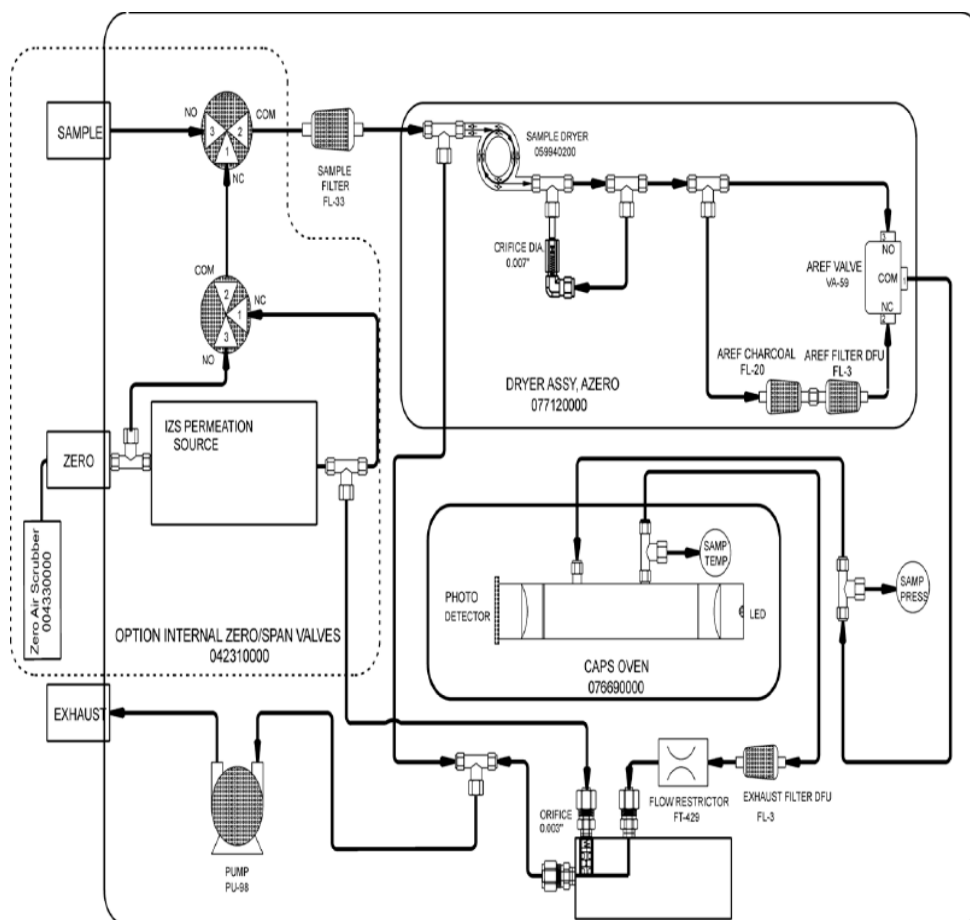 SAMPLE
NO
3
2
1
COM
NC
SAMPLE
FILTER
FL-33
SAMPLE DRYER
059940200
ORIFICE DIA.
0.007"
NO
COM
1
NC
2
AREF VALVE
VA-59
AREF CHARCOAL
FL-20
AREF FILTER DFU
FL-3
DRYER ASSY, AZERO
077120000
COM
2
NC
1
3
NO
ZERO
IZS PERMEATION
SOURCE
Zero Air Scrubber
004330000
OPTION INTERNAL ZERO/SPAN VALVES
042310000
SAMP
TEMP
SAMP
PRESS
PHOTO
DETECTOR
LED
CAPS OVEN
076690000
EXHAUST
PUMP
PU-98
ORIFICE
0.003"
FLOW RESTRICTOR
FT-429
EXHAUST FILTER DFU
FL-3